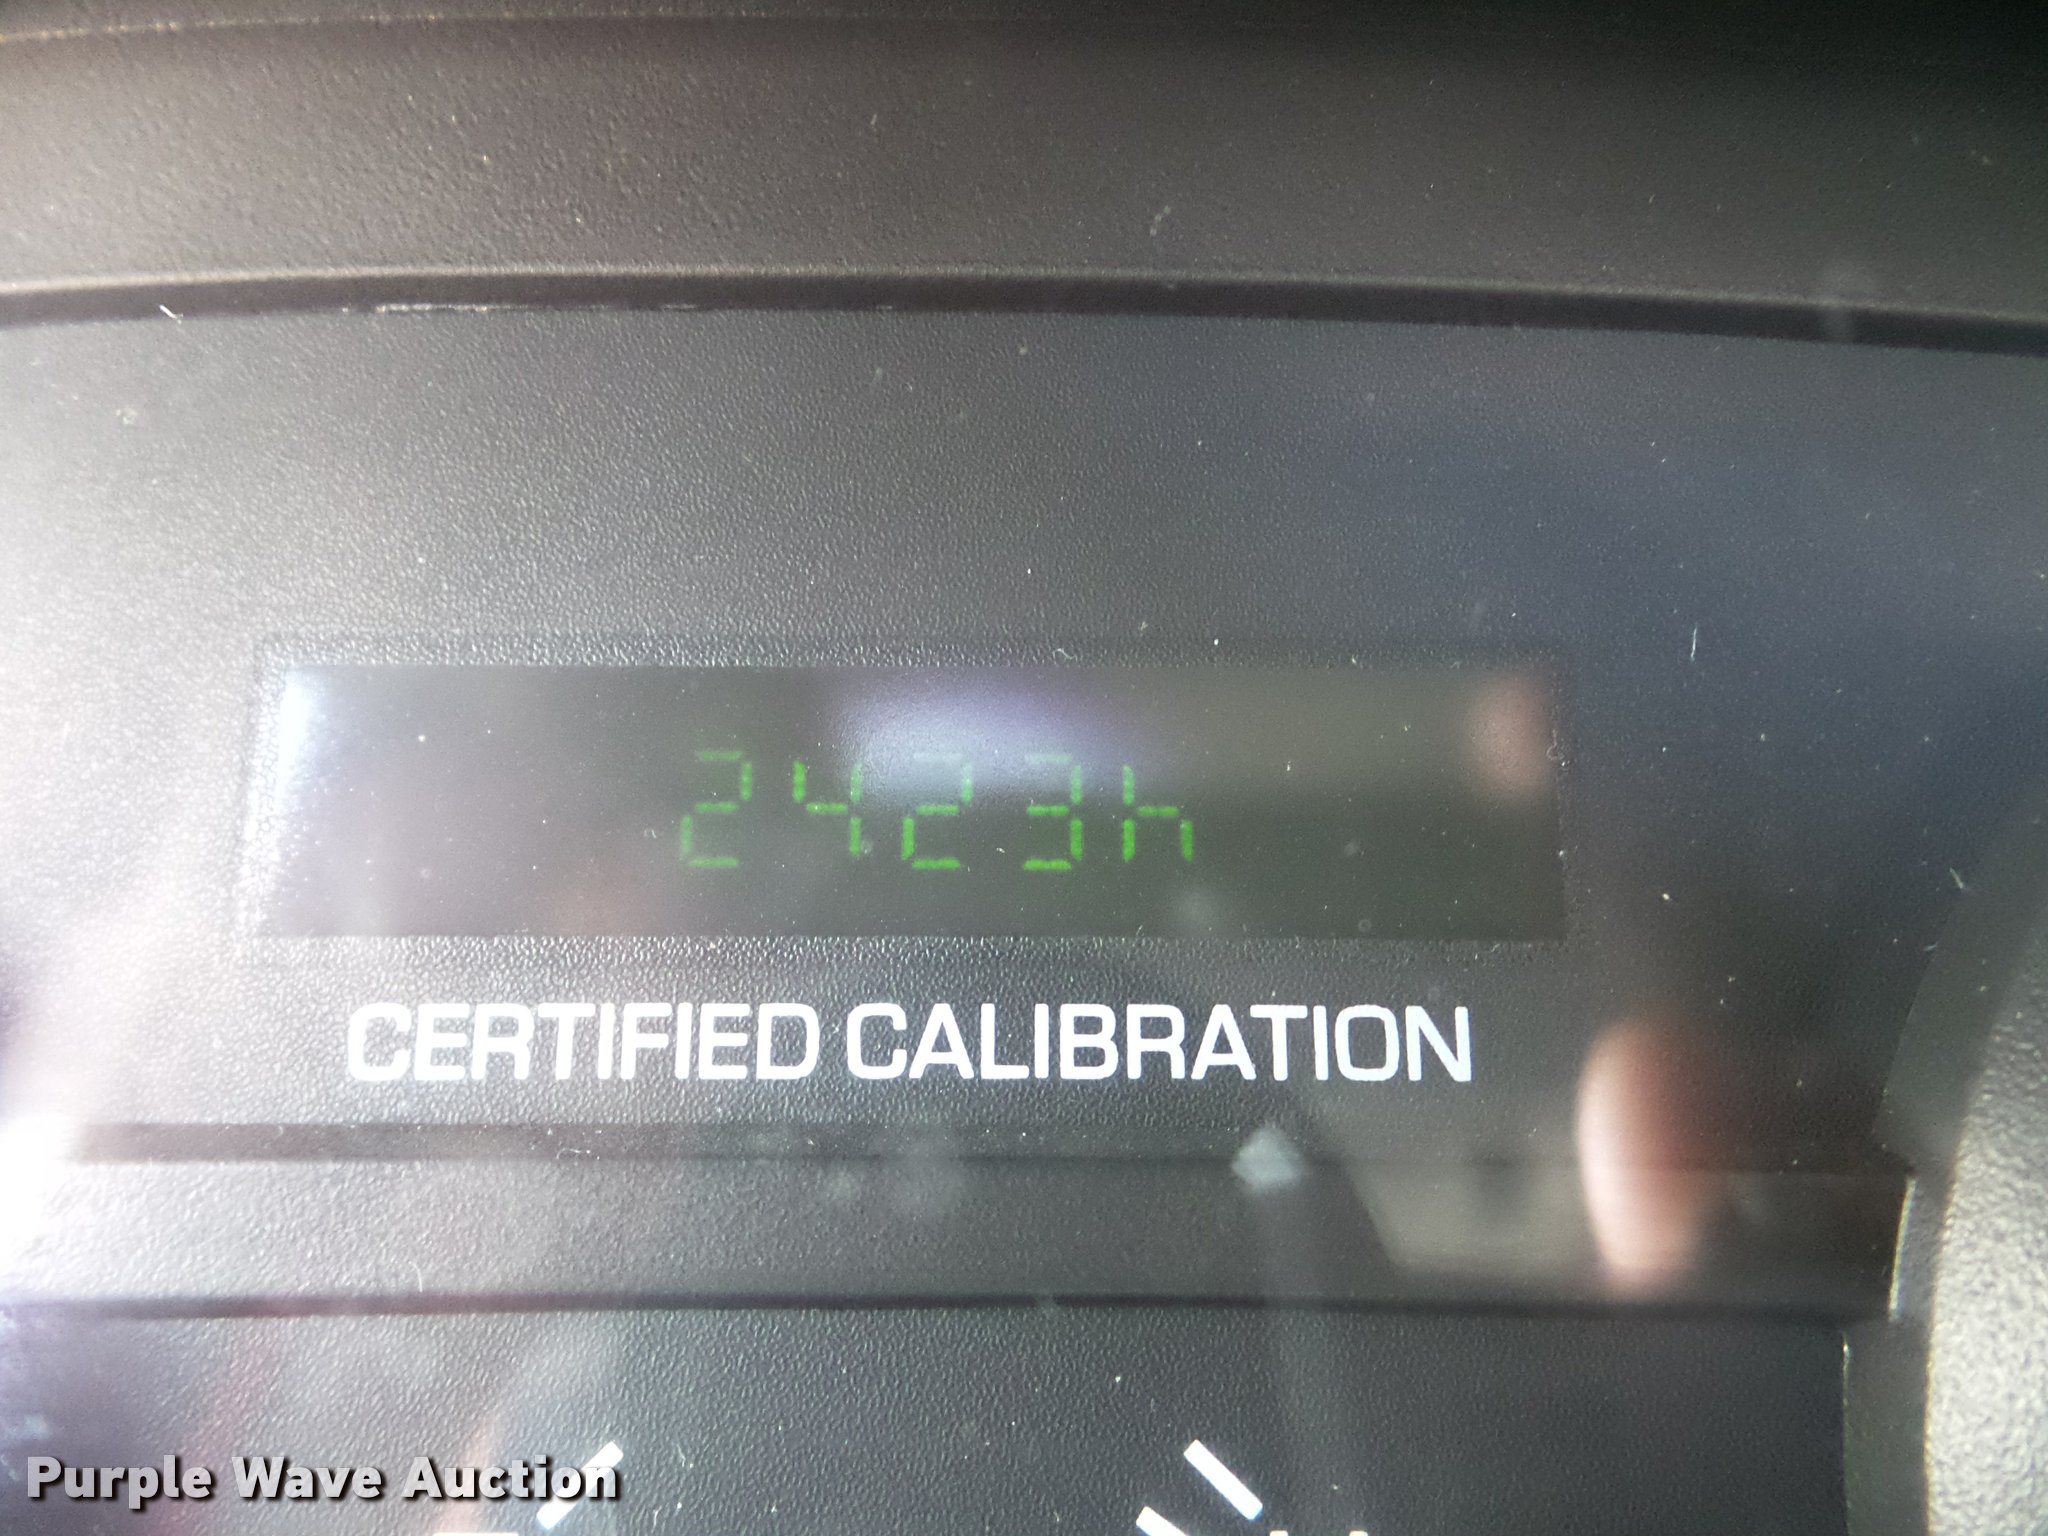 2423h
CERTIFIED CALIBRATION
Purple Wave Auction